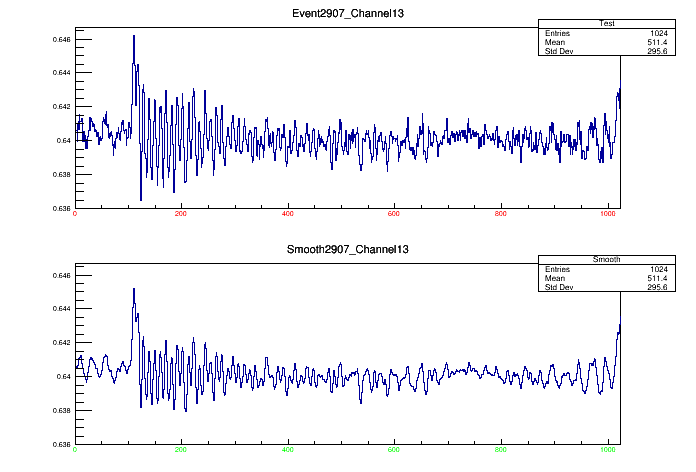 Event2907_Channel13
Test
Entries 1024
Mean 511.4
Std Dev 295.6
0.646
0.644
0.642
0.64
0.638
0.636
0 200 400 600 800 1000
Smooth2907_Channel13
Smooth
Entries 1024
Mean 511.4
Std Dev 295.6
0.646
0.644
0.642
0.64
0.638
0.636
0 200 400 600 800 1000